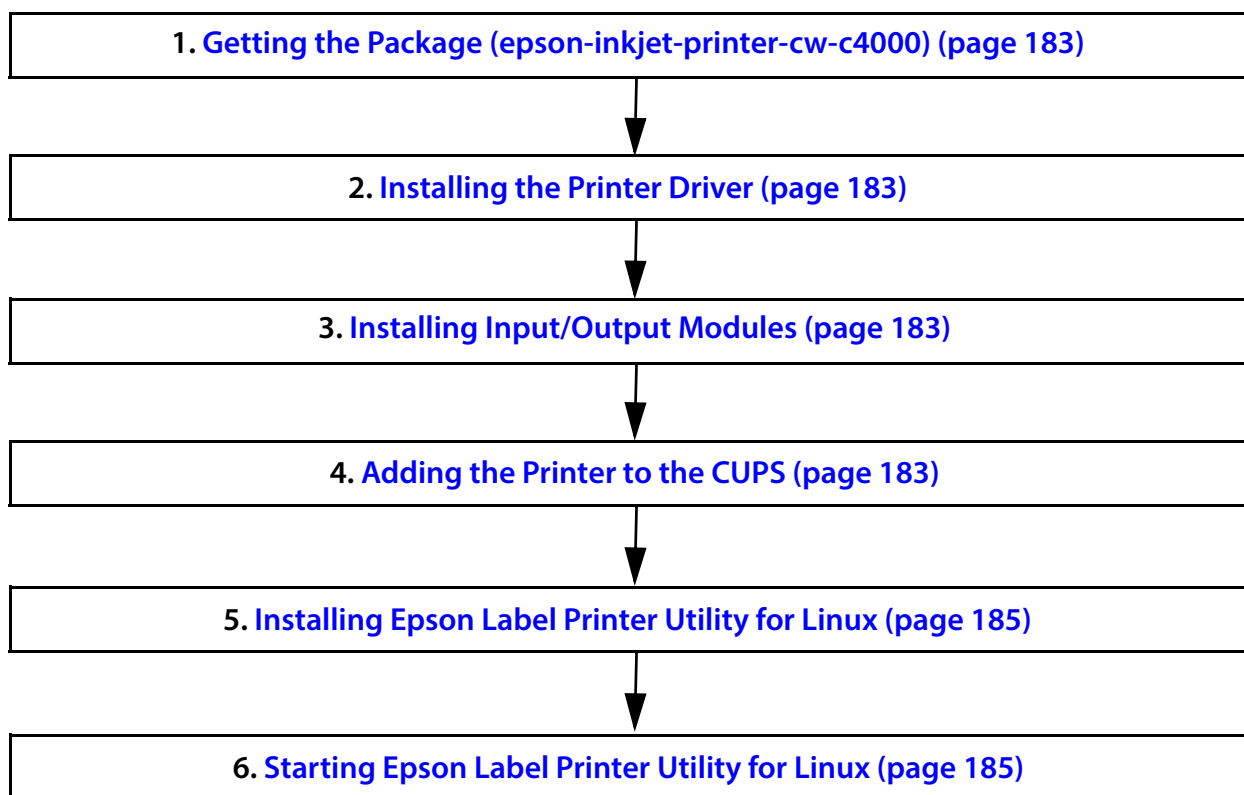 1. Getting the Package (epson-inkjet-printer-cw-c4000) (page 183)
2. Installing the Printer Driver (page 183)
3. Installing Input/Output Modules (page 183)
4. Adding the Printer to the CUPS (page 183)
5. Installing Epson Label Printer Utility for Linux (page 185)
6. Starting Epson Label Printer Utility for Linux (page 185)